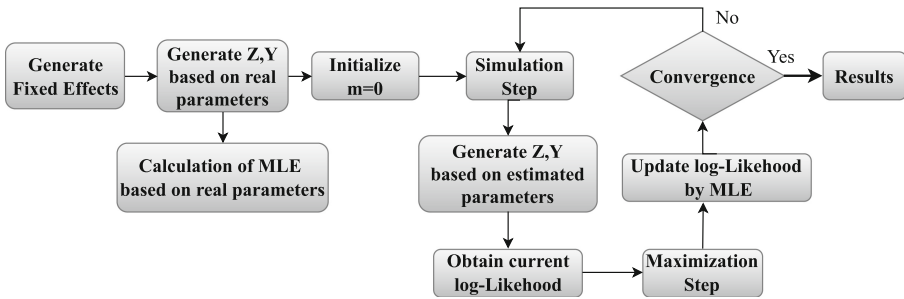 Generate
Fixed Effects
Generate Z,Y
based on real
parameters
Calculation of MLE
based on real parameters
Initialize
m=0
Simulation
Step
Generate Z,Y
based on estimated
parameters
Obtain current
log-Likelihood
Maximization
Step
Update log-Likehood
by MLE
Convergence
No
Yes
Results